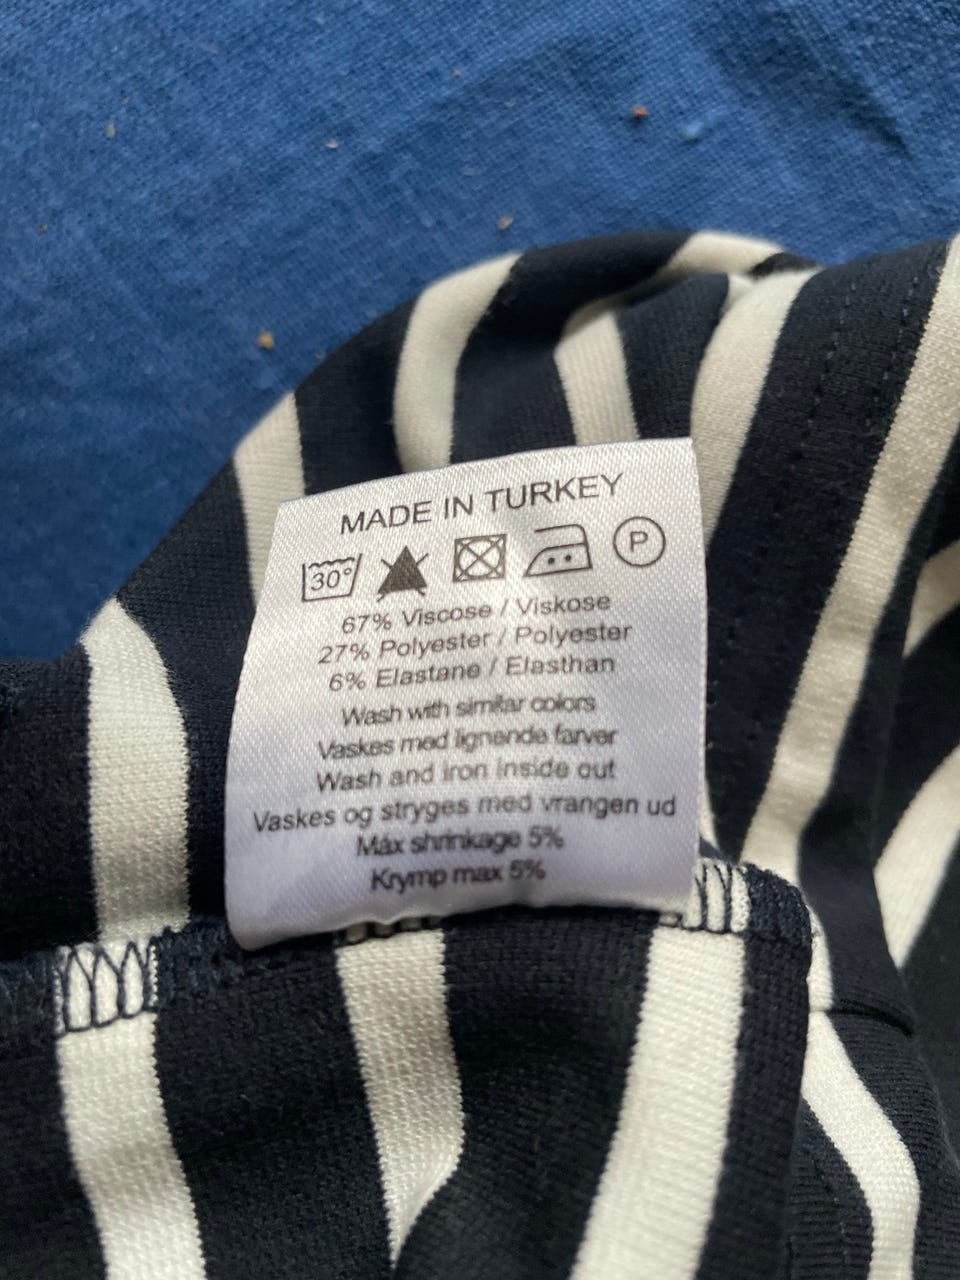 MADE IN TURKEY
30° P
67% Viscose / Viskose
27% Polyester / Polyester
6% Elastane / Elasthan
Wash with similar colors
Vaskes med lignende farver
Wash and iron inside out
Vaskes og stryges med vrangen ud
Máx shrinkage 5%
Krymp max 5%